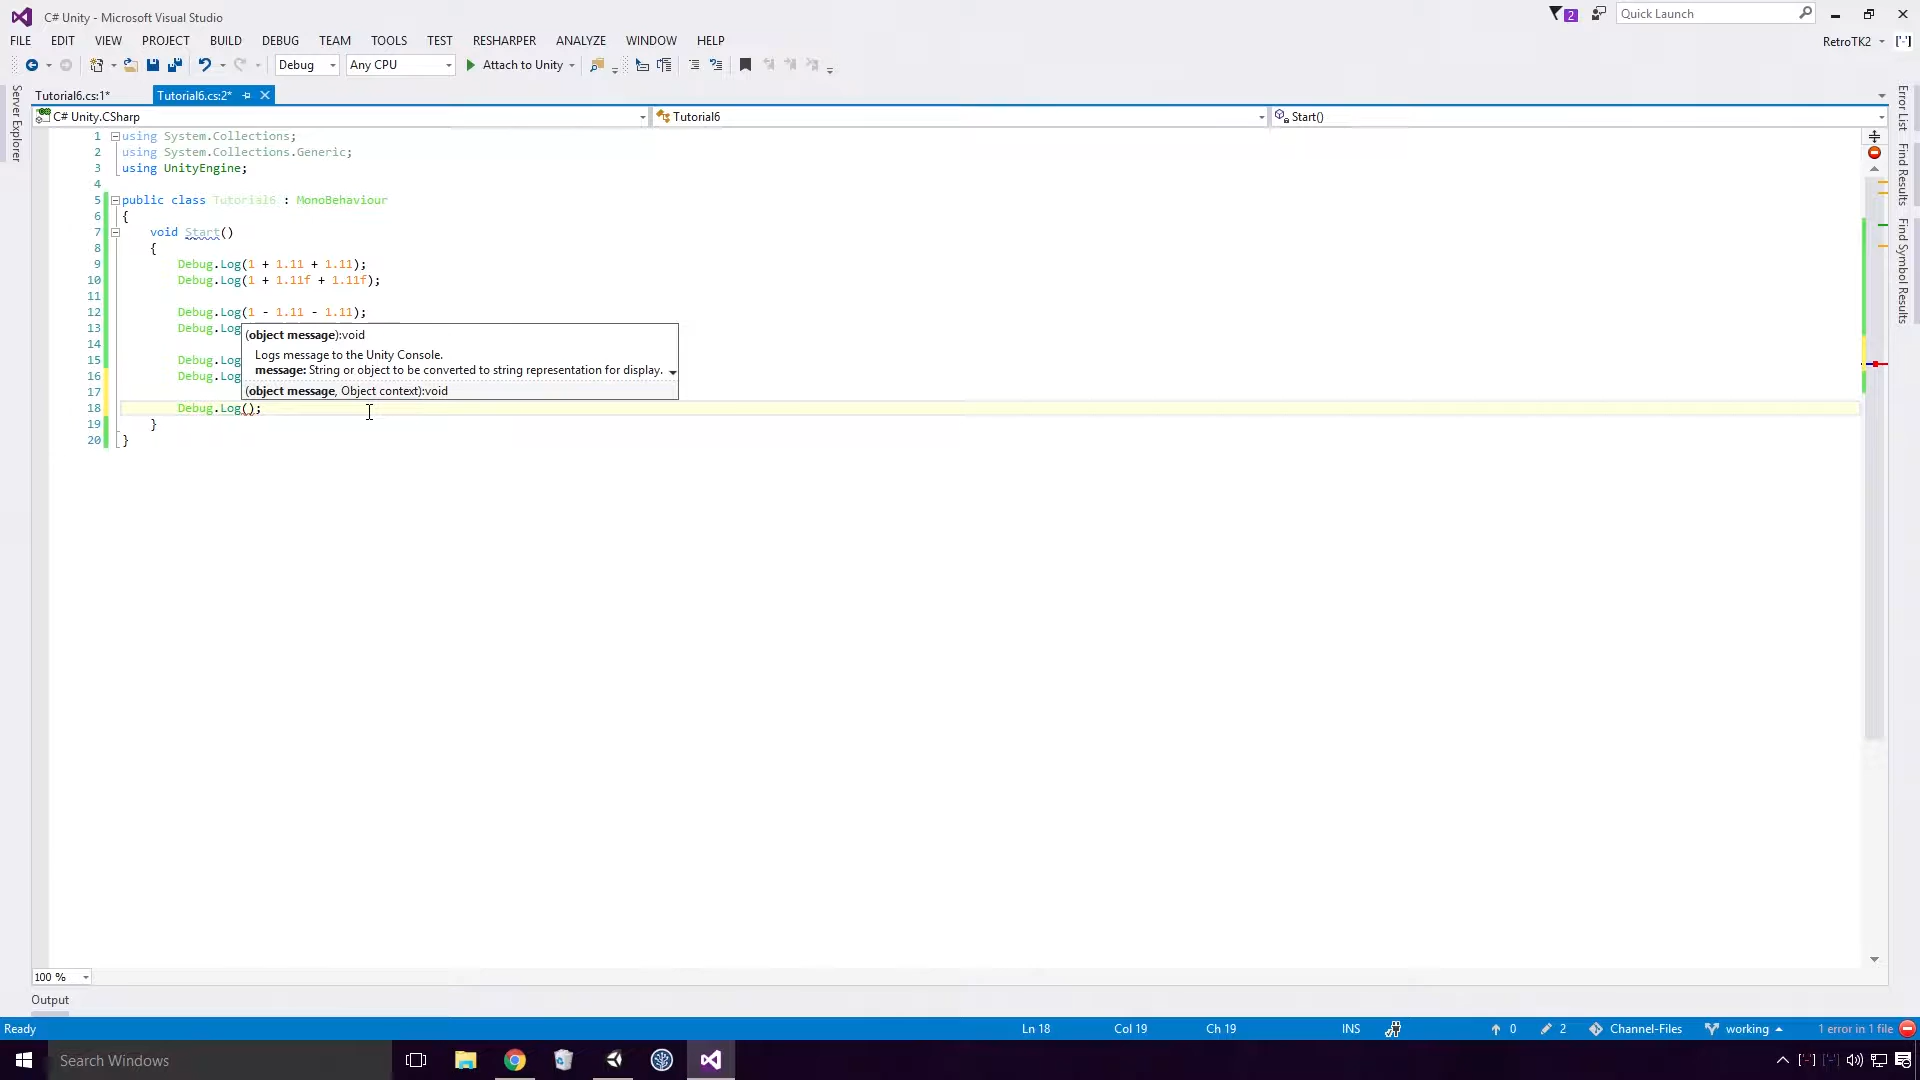 C# Unity - Microsoft Visual Studio
2
Quick Launch
FILE EDIT VIEW PROJECT BUILD DEBUG TEAM TOOLS TEST RESHARPER ANALYZE WINDOW HELP
RetroTK2
Debug Any CPU Attach to Unity
Server Explorer
Tutorial6.cs:1* Tutorial6.cs:2*
C# Unity.CSharp Tutorial6 Start()
1 using System.Collections;
2 using System.Collections.Generic;
3 using UnityEngine;
4
5 public class Tutorial6 : MonoBehaviour
6 {
7 void Start()
8 {
9 Debug.Log(1 + 1.11 + 1.11);
10 Debug.Log(1 + 1.11f + 1.11f);
11
12 Debug.Log(1 - 1.11 - 1.11);
13 Debug.Log
(object message):void
14
Logs message to the Unity Console.
15 Debug.Log
message: String or object to be converted to string representation for display.
16 Debug.Log
17
(object message, Object context):void
18 Debug.Log();
19 }
20 }
Error List
Find Results
Find Symbol Results
100 %
Output
Ready Ln 18 Col 19 Ch 19 INS 0 2 Channel-Files working 1 error in 1 file
Search Windows